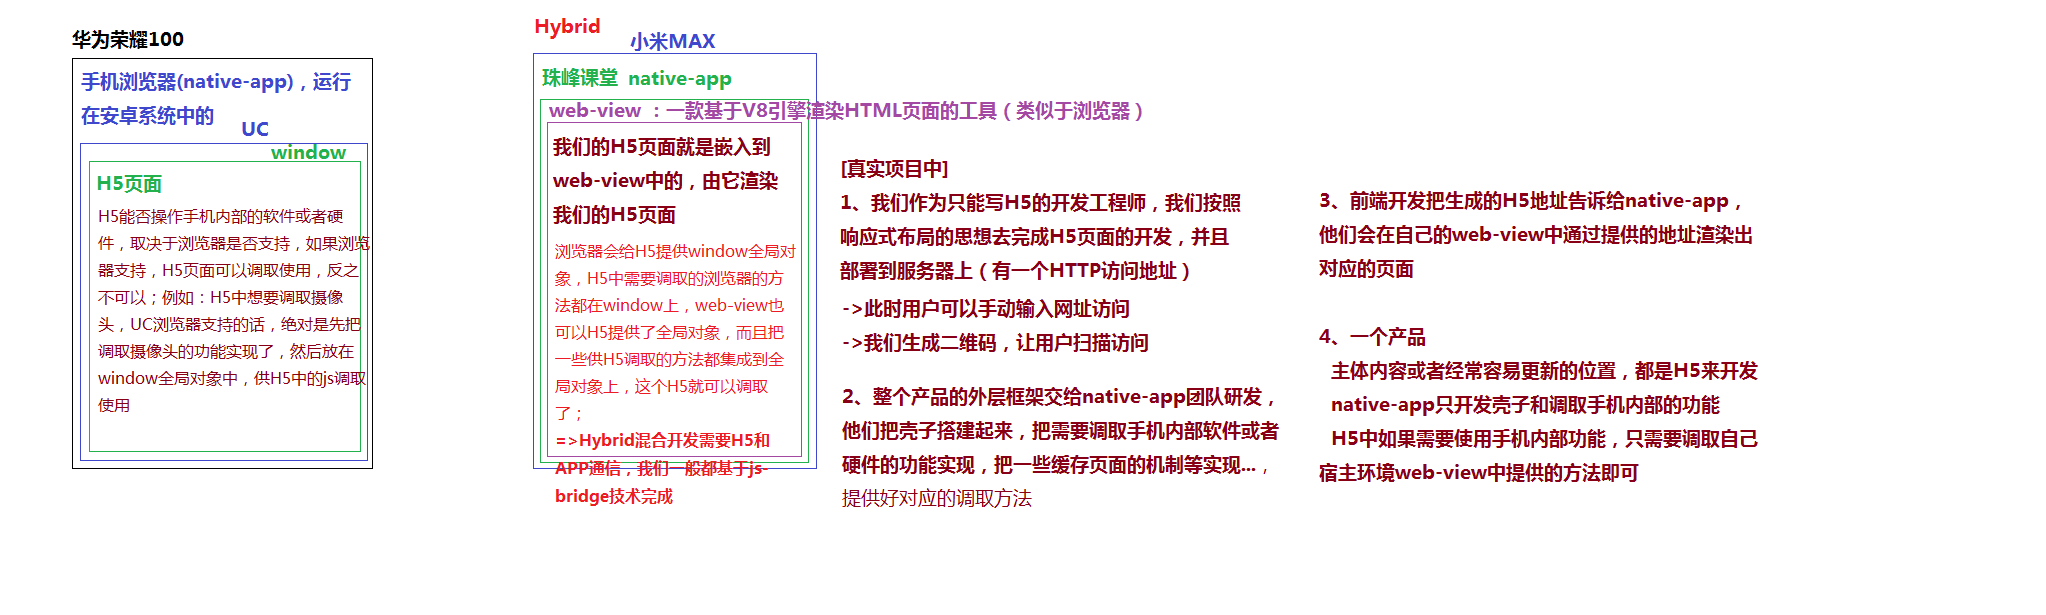 华为荣耀100
手机浏览器(native-app)，运行
在安卓系统中的
UC
window
H5页面
H5能否操作手机内部的软件或者硬
件，取决于浏览器是否支持，如果浏览
器支持，H5页面可以调取使用，反之
不可以；例如：H5中想要调取摄像
头，UC浏览器支持的话，绝对是先把
调取摄像头的功能实现了，然后放在
window全局对象中，供H5中的js调取
使用
Hybrid
小米MAX
珠峰课堂 native-app
web-view ：一款基于V8引擎渲染HTML页面的工具（类似于浏览器）
我们的H5页面就是嵌入到
web-view中的，由它渲染
我们的H5页面
浏览器会给H5提供window全局对
象，H5中需要调取的浏览器的方
法都在window上，web-view也
可以H5提供了全局对象，而且把
一些供H5调取的方法都集成到全
局对象上，这个H5就可以调取
了；
=>Hybrid混合开发需要H5和
APP通信，我们一般都基于js-
bridge技术完成
[真实项目中]
1、我们作为只能写H5的开发工程师，我们按照
响应式布局的思想去完成H5页面的开发，并且
部署到服务器上（有一个HTTP访问地址）
->此时用户可以手动输入网址访问
->我们生成二维码，让用户扫描访问
2、整个产品的外层框架交给native-app团队研发，
他们把壳子搭建起来，把需要调取手机内部软件或者
硬件的功能实现，把一些缓存页面的机制等实现...，
提供好对应的调取方法
3、前端开发把生成的H5地址告诉给native-app，
他们会在自己的web-view中通过提供的地址渲染出
对应的页面
4、一个产品
主体内容或者经常容易更新的位置，都是H5来开发
native-app只开发壳子和调取手机内部的功能
H5中如果需要使用手机内部功能，只需要调取自己
宿主环境web-view中提供的方法即可